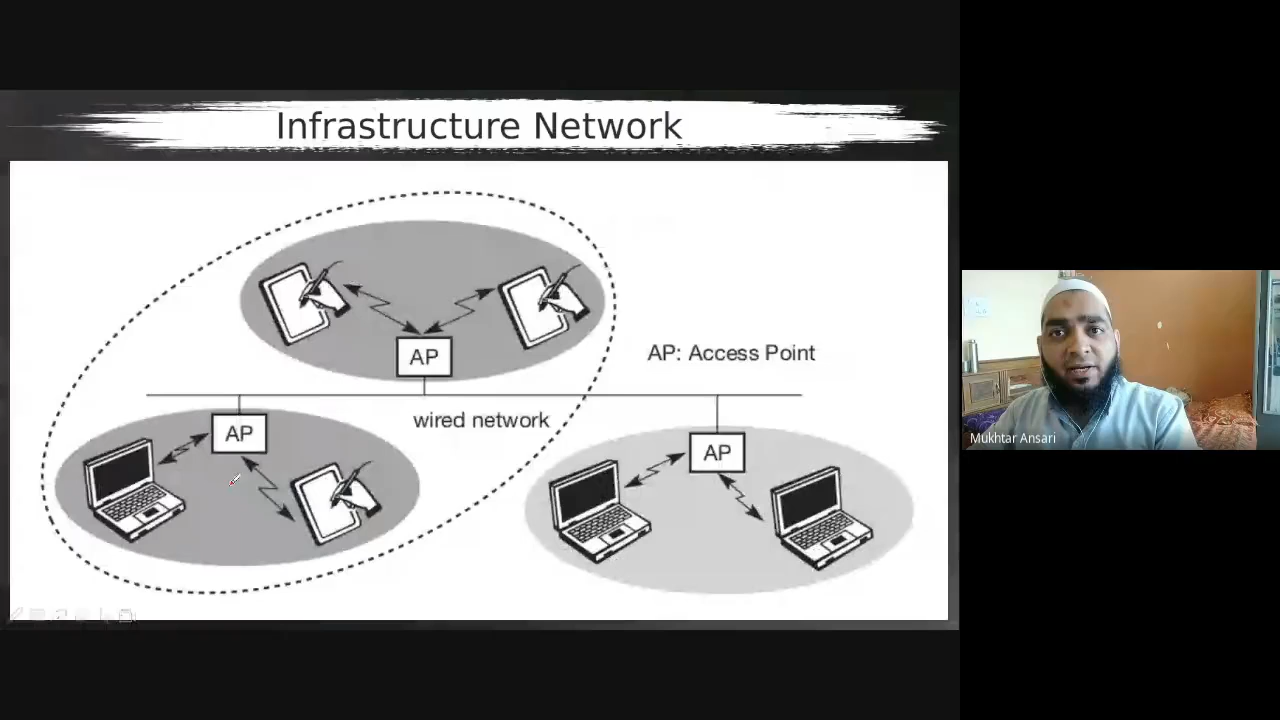 Infrastructure Network
AP
AP: Access Point
AP
wired network
AP
Mukhtar Ansari